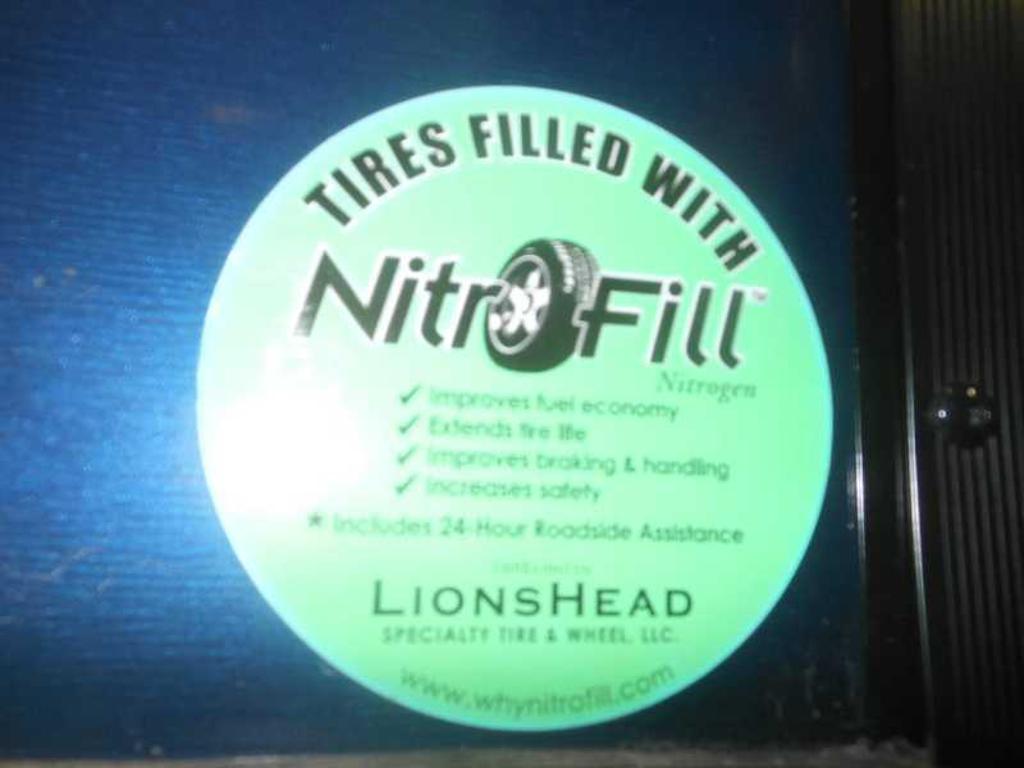 TIRES FILLED WITH
NitroFill™
Nitrogen
✓ Improves fuel economy
✓ Extends tire life
✓ Improves braking & handling
✓ Increases safety
* Includes 24-Hour Roadside Assistance
LIONSHEAD
SPECIALTY TIRE & WHEEL, LLC.
www.whynitrofill.com